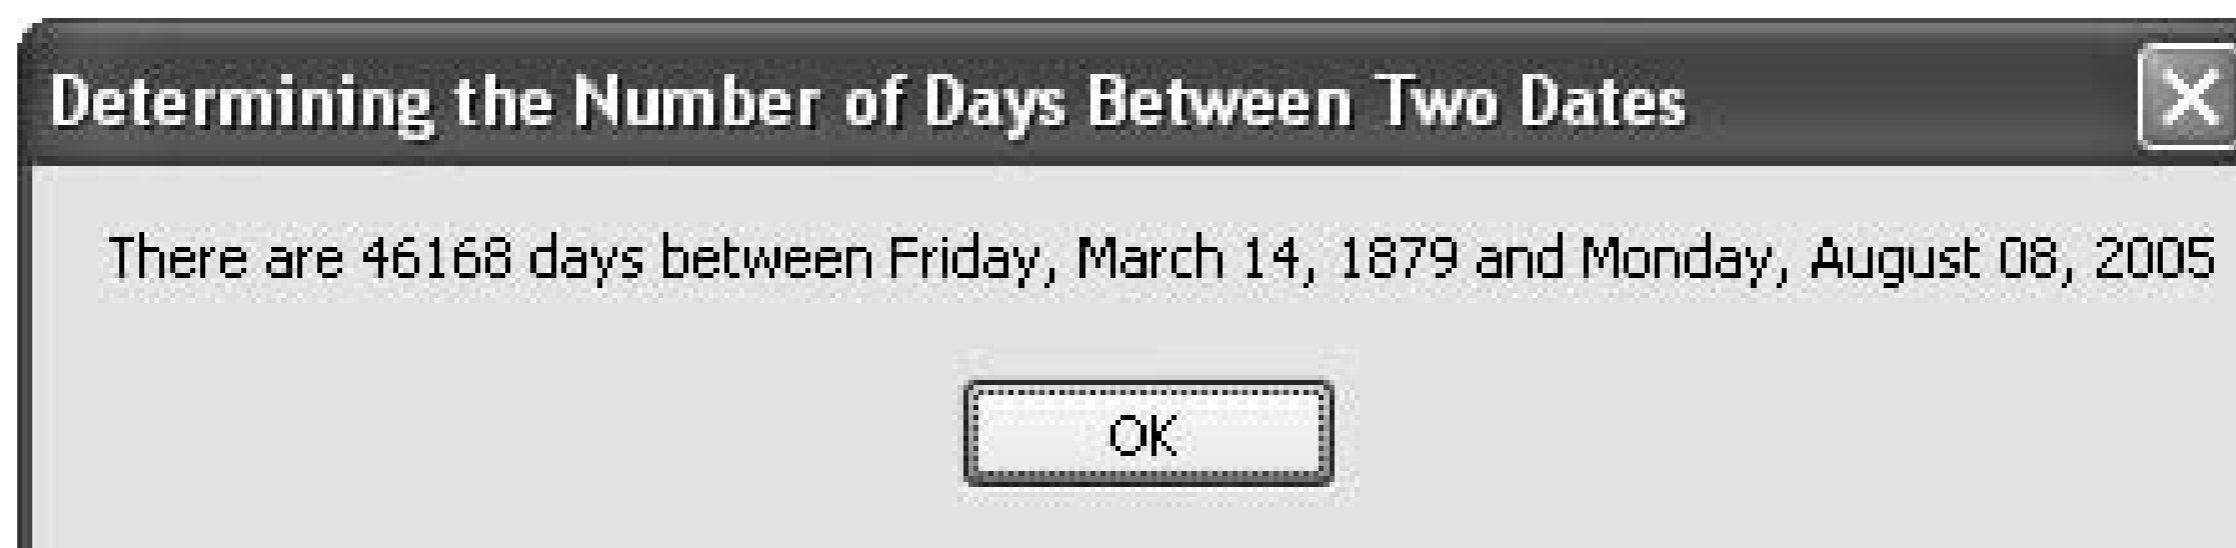 Determining the Number of Days Between Two Dates
There are 46168 days between Friday, March 14, 1879 and Monday, August 08, 2005
OK